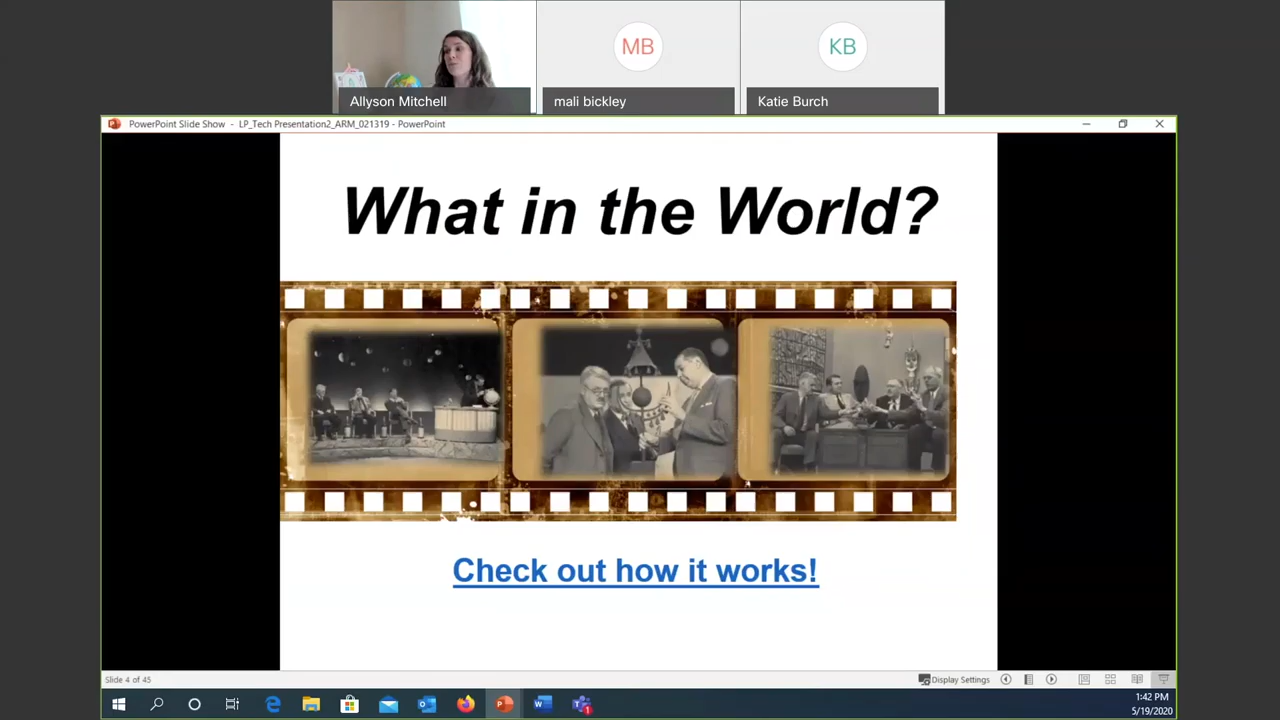 MB
KB
Allyson Mitchell
mali bickley
Katie Burch
PowerPoint Slide Show - LP_Tech Presentation2_ARM_021319 - PowerPoint
What in the World?
Check out how it works!
Slide 4 of 45
Display Settings
1:42 PM
5/19/2020